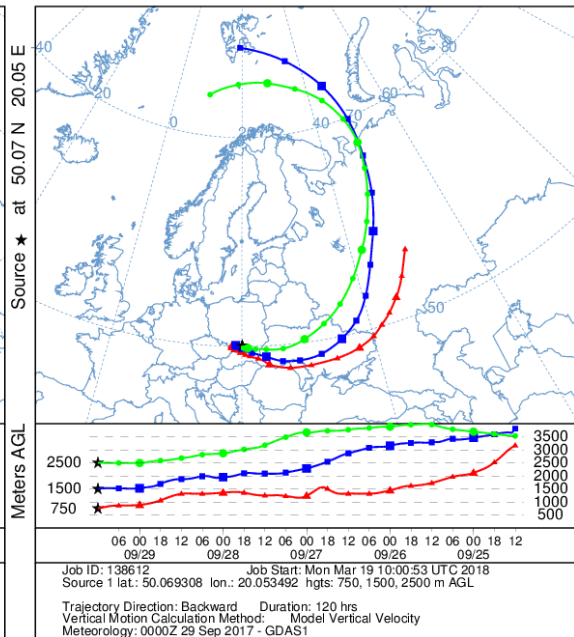 Source ★ at 50.07 N 20.05 E
40
20
0
20
40
60
80
50
Meters AGL
2500
1500
750
3500
3000
2500
2000
1500
1000
500
06 00 18 12 06 00 18 12 06 00 18 12 06 00 18 12 06 00 18 12
09/29 09/28 09/27 09/26 09/25
Job ID: 138612 Job Start: Mon Mar 19 10:00:53 UTC 2018
Source 1 lat.: 50.069308 lon.: 20.053492 hgts: 750, 1500, 2500 m AGL
Trajectory Direction: Backward Duration: 120 hrs
Vertical Motion Calculation Method: Model Vertical Velocity
Meteorology: 0000Z 29 Sep 2017 - GDAS1